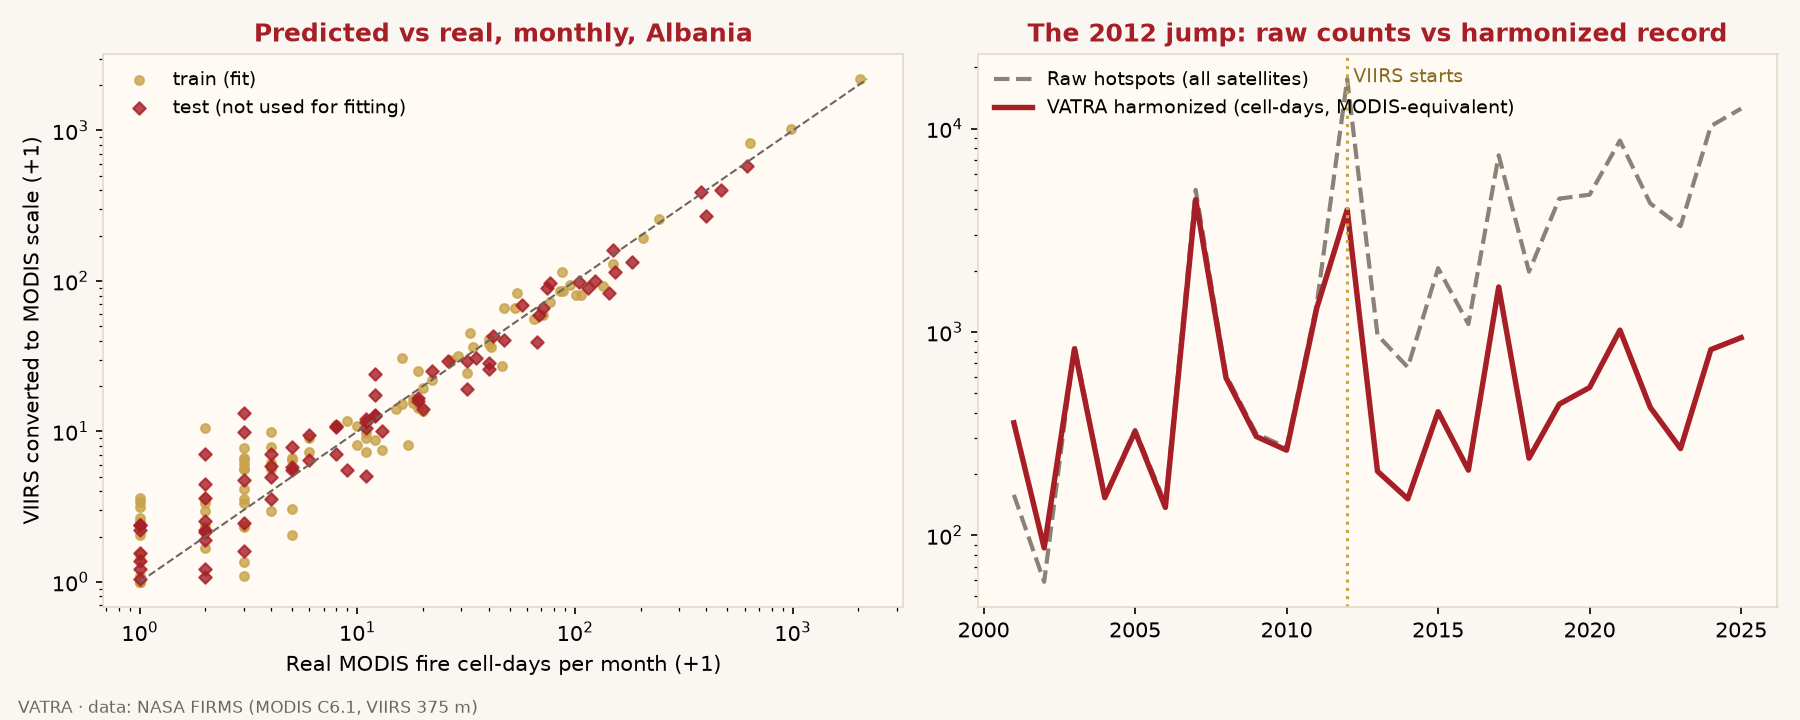 Predicted vs real, monthly, Albania
train (fit)
test (not used for fitting)
VIIRS converted to MODIS scale (+1)
10³
10²
10¹
10⁰
10⁰ 10¹ 10² 10³
Real MODIS fire cell-days per month (+1)
The 2012 jump: raw counts vs harmonized record
Raw hotspots (all satellites)
VATRA harmonized (cell-days, MODIS-equivalent)
VIIRS starts
10⁴
10³
10²
2000 2005 2010 2015 2020 2025
VATRA · data: NASA FIRMS (MODIS C6.1, VIIRS 375 m)